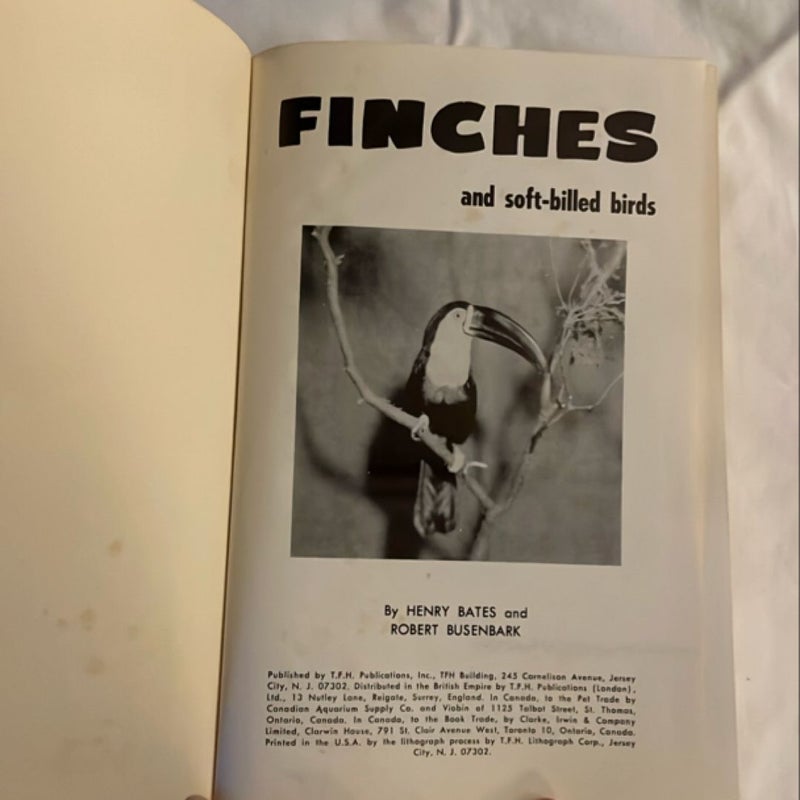 FINCHES
and soft-billed birds
By HENRY BATES and
ROBERT BUSENBARK
Published by T.F.H. Publications, Inc., TFH Building, 245 Cornelison Avenue, Jersey
City, N. J. 07302. Distributed in the British Empire by T.F.H. Publications (London),
Ltd., 13 Nutley Lane, Reigate, Surrey, England. In Canada, to the Pet Trade by
Canadian Aquarium Supply Co. and Viobin of 1125 Talbot Street, St. Thomas,
Ontario, Canada. In Canada, to the Book Trade, by Clarke, Irwin & Company
Limited, Clarwin House, 791 St. Clair Avenue West, Toronto 10, Ontario, Canada.
Printed in the U.S.A. by the lithograph process by T.F.H. Lithograph Corp., Jersey
City, N. J. 07302.